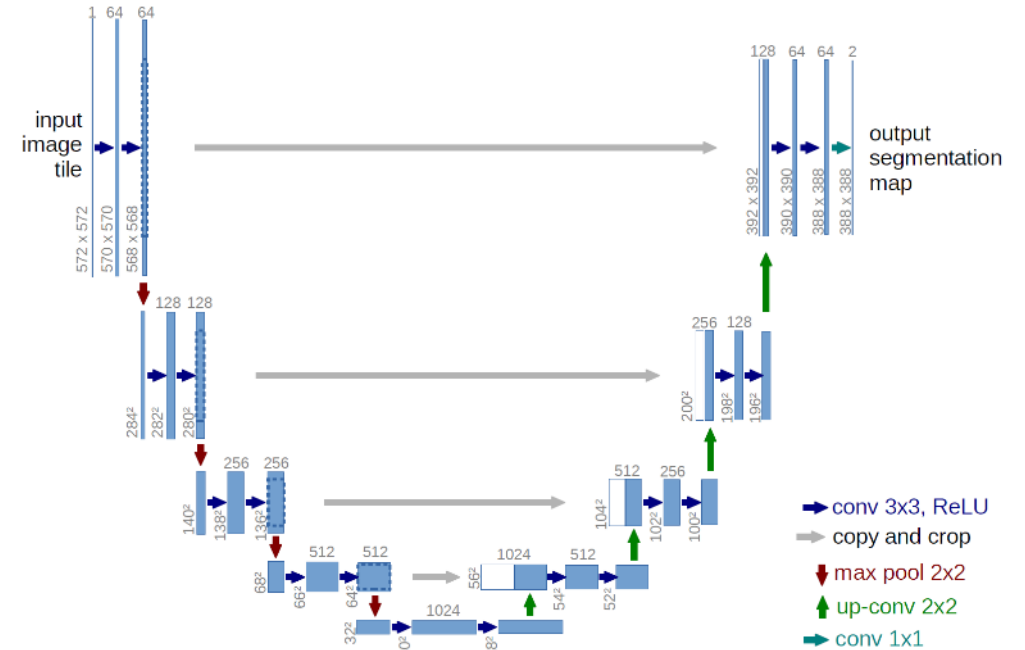 1 64 64
input
image
tile
572 x 572
570 x 570
568 x 568
128 64 64 2
output
segmentation
map
392 x 392
390 x 390
388 x 388
388 x 388
128 128
284²
282²
280²
256 128
200²
198²
196²
256 256
140²
138²
136²
512 256
104²
102²
100²
512 512
68²
66²
64²
1024 512
56²
54²
52²
1024
32²
0²
8²
conv 3x3, ReLU
copy and crop
max pool 2x2
up-conv 2x2
conv 1x1